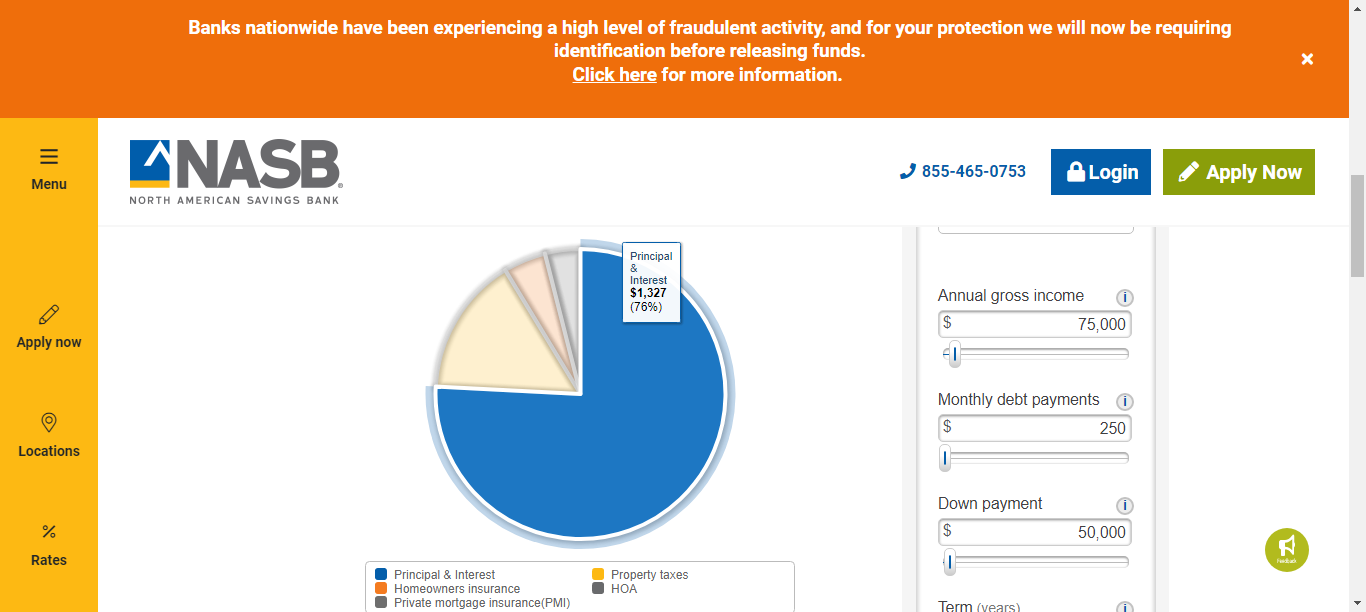 Banks nationwide have been experiencing a high level of fraudulent activity, and for your protection we will now be requiring
identification before releasing funds.
Click here for more information.
×
Menu
NASB®
NORTH AMERICAN SAVINGS BANK
855-465-0753
Login
Apply Now
Apply now
Locations
% Rates
Principal
&
Interest
$1,327
(76%)
Principal & Interest
Property taxes
Homeowners insurance
HOA
Private mortgage insurance(PMI)
Annual gross income i
$ 75,000
Monthly debt payments i
$ 250
Down payment i
$ 50,000
Term (years) i
Feedback